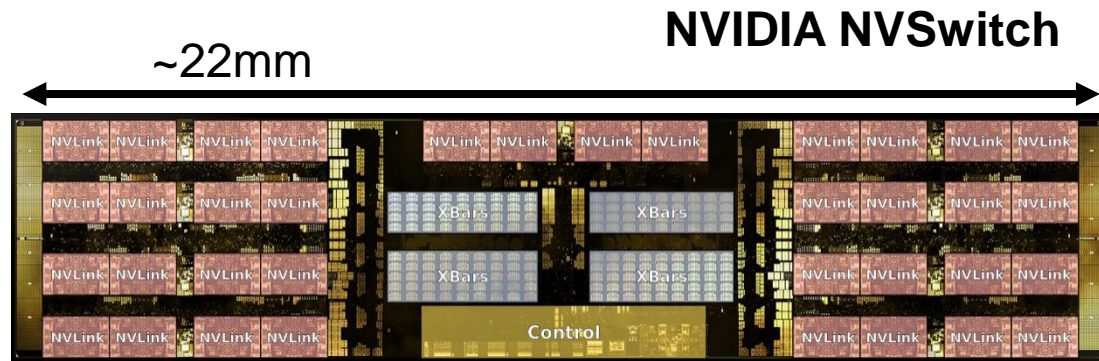 NVIDIA NVSwitch
~22mm
NVLink NVLink NVLink NVLink NVLink NVLink NVLink NVLink NVLink NVLink NVLink NVLink
NVLink NVLink NVLink NVLink XBars XBars NVLink NVLink NVLink NVLink
NVLink NVLink NVLink NVLink XBars XBars NVLink NVLink NVLink NVLink
NVLink NVLink NVLink NVLink Control NVLink NVLink NVLink NVLink